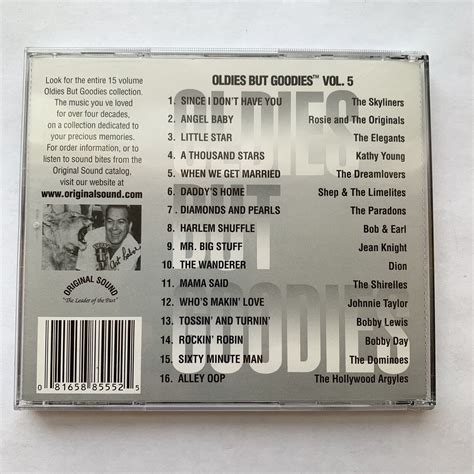 Look for the entire 15 volume
Oldies But Goodies collection.
The music you've loved
for over four decades,
on a collection dedicated
to your precious memories.
For order information, or to
listen to sound bites from the
Original Sound catalog,
visit our website at
www.originalsound.com
Art Laboe
ORIGINAL SOUND
"The Leader of the Past"
0 81658 85552 5
OLDIES BUT GOODIES™ VOL. 5
1. SINCE I DON'T HAVE YOU The Skyliners
2. ANGEL BABY Rosie and The Originals
3. LITTLE STAR The Elegants
4. A THOUSAND STARS Kathy Young
5. WHEN WE GET MARRIED The Dreamlovers
6. DADDY'S HOME Shep & The Limelites
7. DIAMONDS AND PEARLS The Paradons
8. HARLEM SHUFFLE Bob & Earl
9. MR. BIG STUFF Jean Knight
10. THE WANDERER Dion
11. MAMA SAID The Shirelles
12. WHO'S MAKIN' LOVE Johnnie Taylor
13. TOSSIN' AND TURNIN' Bobby Lewis
14. ROCKIN' ROBIN Bobby Day
15. SIXTY MINUTE MAN The Dominoes
16. ALLEY OOP The Hollywood Argyles
OLDIES
BUT
GOODIES